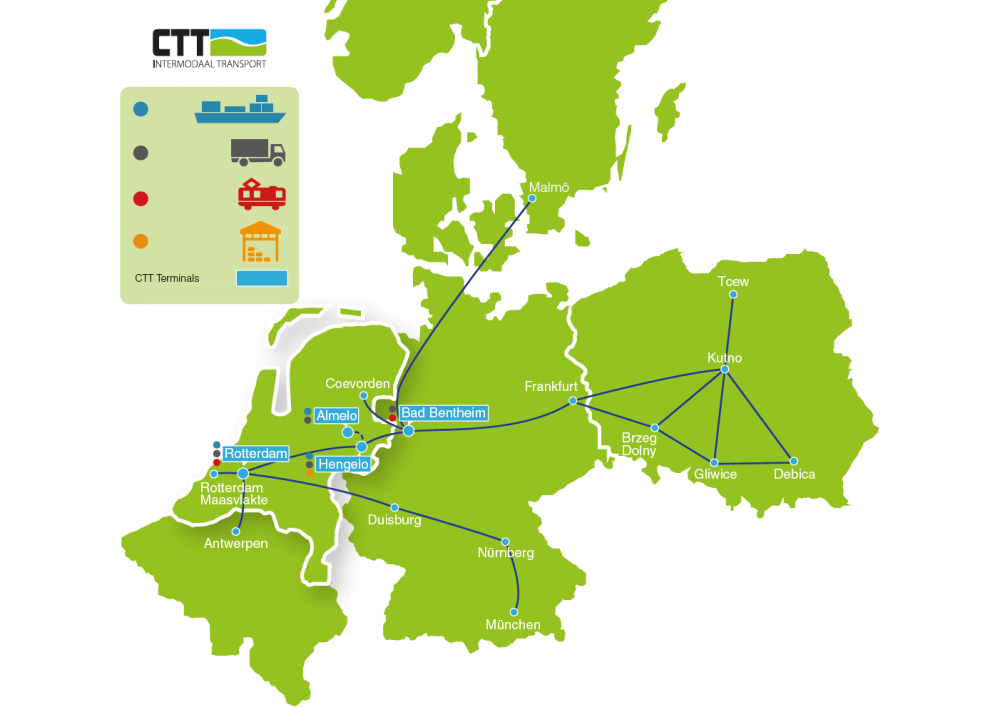 CTT
INTERMODAAL TRANSPORT
CTT Terminals
Malmö
Tcew
Kutno
Frankfurt
Coevorden
Almelo
Bad Bentheim
Brzeg
Dolny
Rotterdam
Hengelo
Gliwice
Debica
Rotterdam
Maasvlakte
Duisburg
Antwerpen
Nürnberg
München